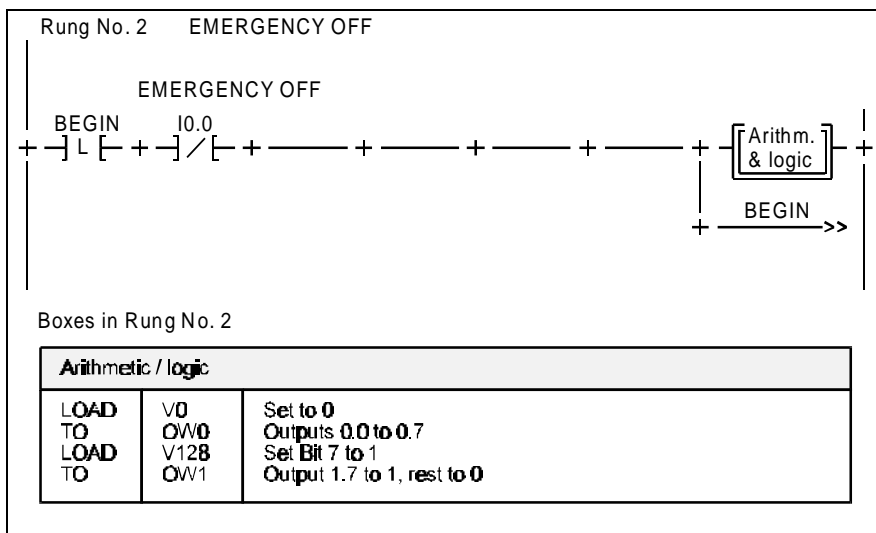 Rung No. 2 EMERGENCY OFF
EMERGENCY OFF
BEGIN I0.0
L
Arithm.
& logic
BEGIN
>>
Boxes in Rung No. 2
Arithmetic / logic
LOAD V0 Set to 0
TO OW0 Outputs 0.0 to 0.7
LOAD V128 Set Bit 7 to 1
TO OW1 Output 1.7 to 1, rest to 0